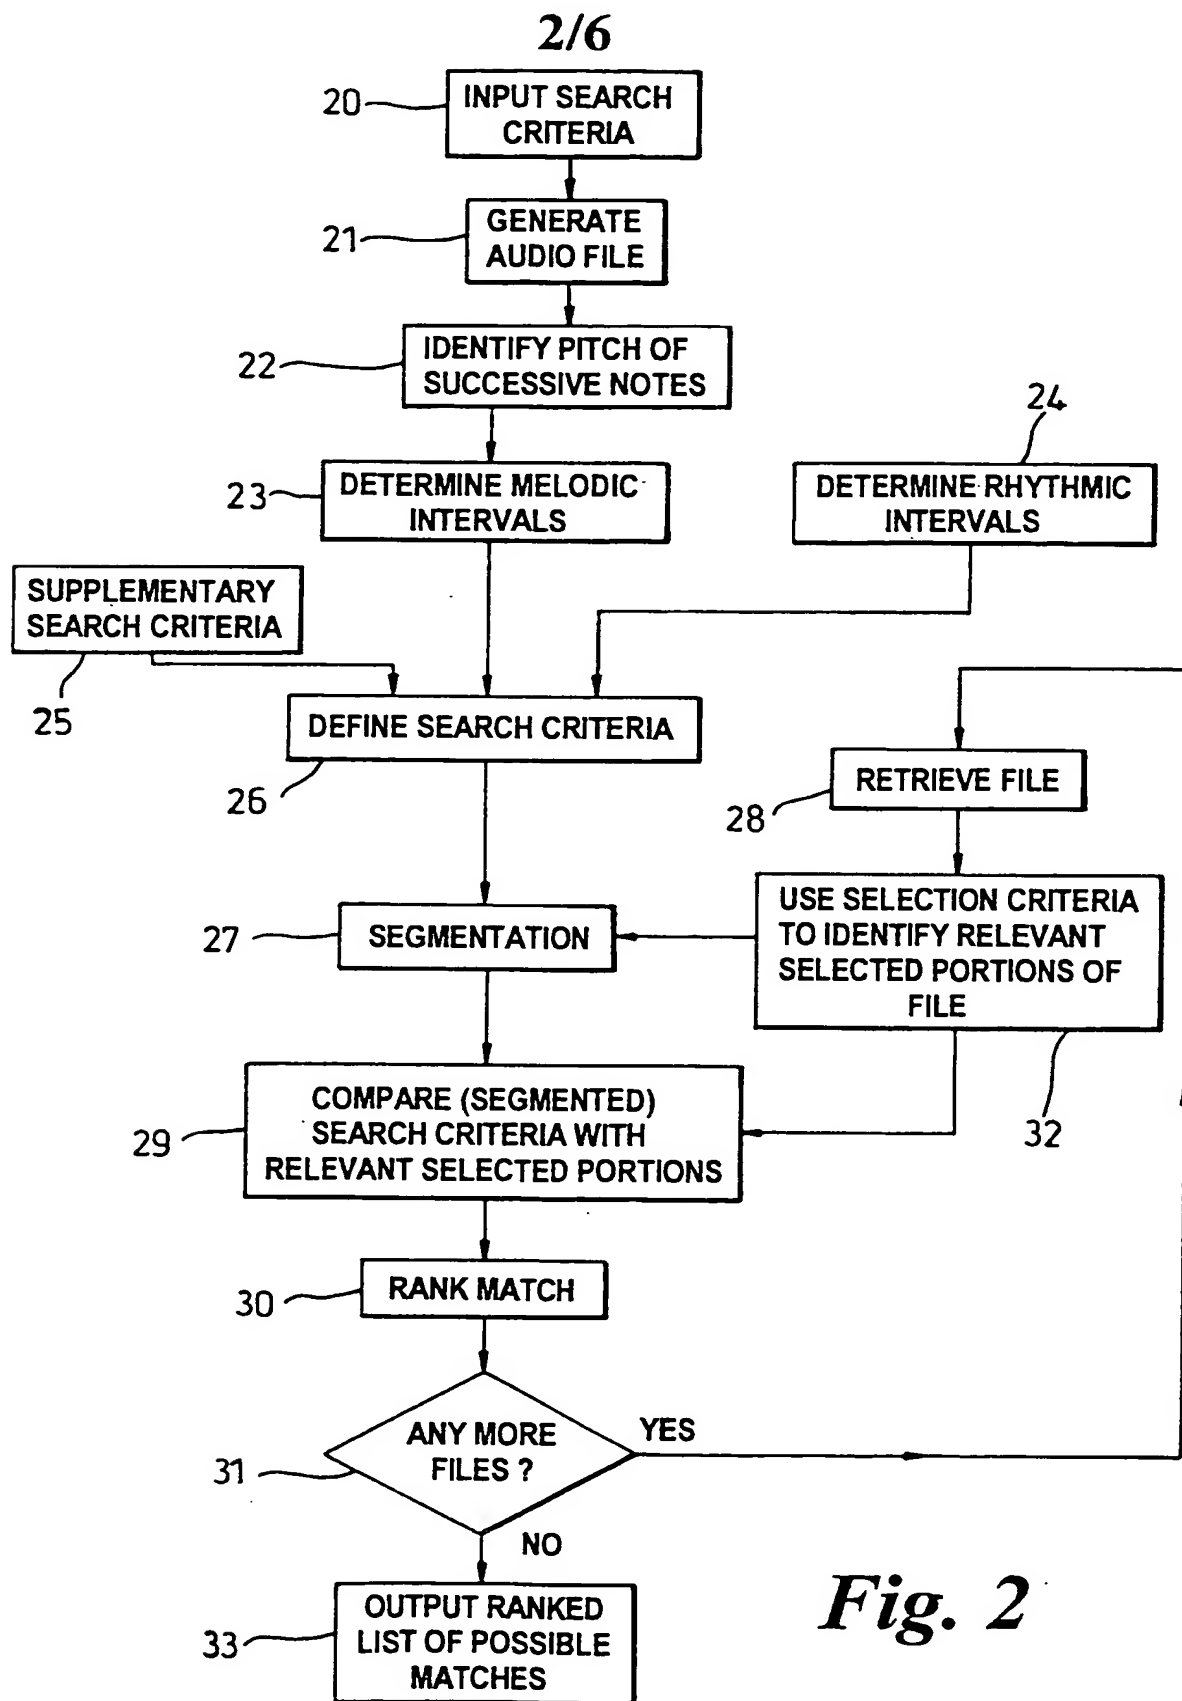 2/6
20
INPUT SEARCH
CRITERIA
21
GENERATE
AUDIO FILE
22
IDENTIFY PITCH OF
SUCCESSIVE NOTES
24
23
DETERMINE MELODIC
INTERVALS
DETERMINE RHYTHMIC
INTERVALS
SUPPLEMENTARY
SEARCH CRITERIA
25
DEFINE SEARCH CRITERIA
26
RETRIEVE FILE
28
USE SELECTION CRITERIA
TO IDENTIFY RELEVANT
SELECTED PORTIONS OF
FILE
27
SEGMENTATION
32
29
COMPARE (SEGMENTED)
SEARCH CRITERIA WITH
RELEVANT SELECTED PORTIONS
30
RANK MATCH
31
ANY MORE
FILES ?
YES
NO
33
OUTPUT RANKED
LIST OF POSSIBLE
MATCHES
Fig. 2